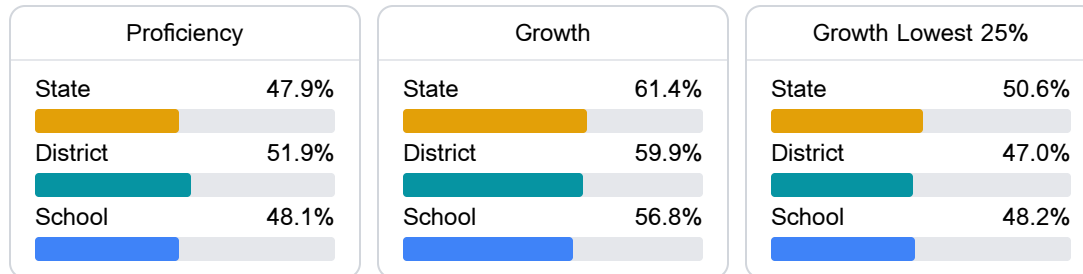 Proficiency
State 47.9%
District 51.9%
School 48.1%
Growth
State 61.4%
District 59.9%
School 56.8%
Growth Lowest 25%
State 50.6%
District 47.0%
School 48.2%